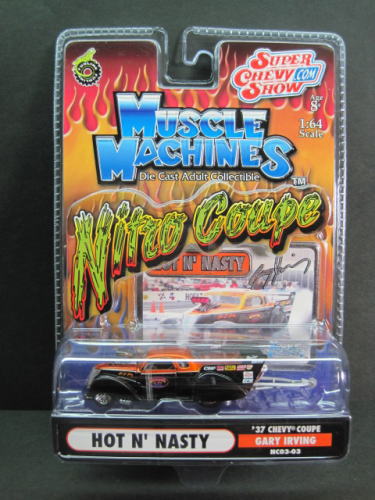 SUPER
CHEVY.COM
SHOW
Age
8+
1:64
Scale
MUSCLE
MACHINES
Die Cast Adult Collectible
TM
Nitro Coupe
HOT N' NASTY
HOT N' NASTY
'37 CHEVY® COUPE
GARY IRVING
NC03-03